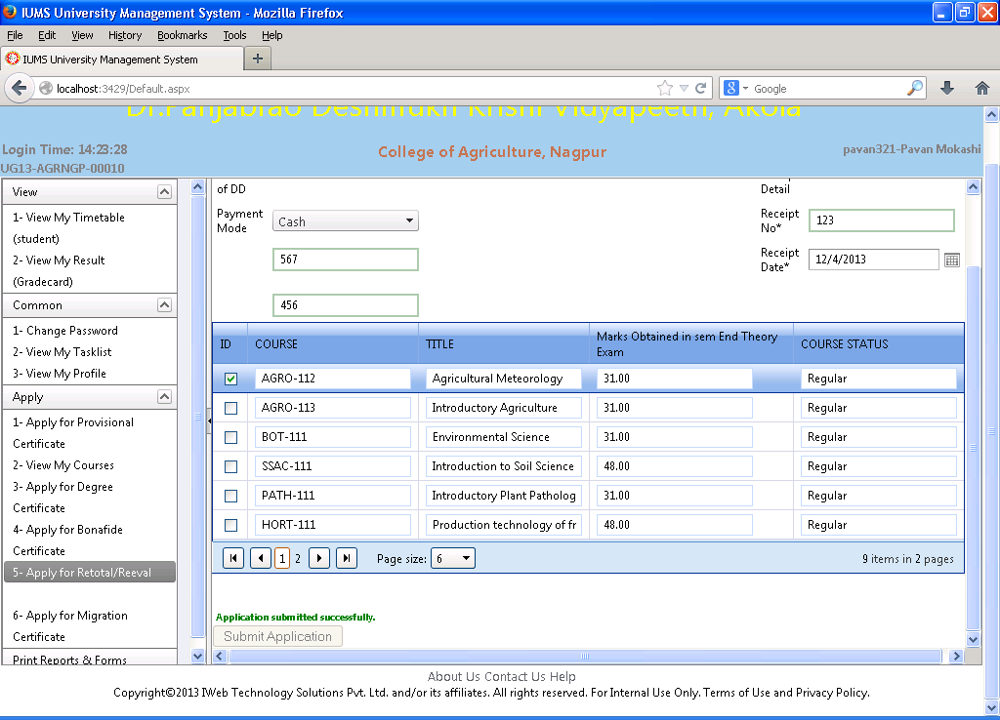 IUMS University Management System - Mozilla Firefox
File Edit View History Bookmarks Tools Help
IUMS University Management System
localhost:3429/Default.aspx
Google
Dr.Panjabrao Deshmukh Krishi Vidyapeeth, Akola
Login Time: 14:23:28
College of Agriculture, Nagpur
pavan321-Pavan Mokashi
UG13-AGRNGP-00010
View
1- View My Timetable
(student)
2- View My Result
(Gradecard)
Common
1- Change Password
2- View My Tasklist
3- View My Profile
Apply
1- Apply for Provisional
Certificate
2- View My Courses
3- Apply for Degree
Certificate
4- Apply for Bonafide
Certificate
5- Apply for Retotal/Reeval
6- Apply for Migration
Certificate
Print Reports & Forms
of DD
Detail
Payment
Mode
Cash
Receipt
No*
123
567
Receipt
Date*
12/4/2013
456
ID COURSE TITLE Marks Obtained in sem End Theory
Exam COURSE STATUS
AGRO-112 Agricultural Meteorology 31.00 Regular
AGRO-113 Introductory Agriculture 31.00 Regular
BOT-111 Environmental Science 31.00 Regular
SSAC-111 Introduction to Soil Science 48.00 Regular
PATH-111 Introductory Plant Patholog 31.00 Regular
HORT-111 Production technology of fr 48.00 Regular
1 2 Page size: 6 9 items in 2 pages
Application submitted successfully.
Submit Application
About Us Contact Us Help
Copyright©2013 IWeb Technology Solutions Pvt. Ltd. and/or its affiliates. All rights reserved. For Internal Use Only. Terms of Use and Privacy Policy.